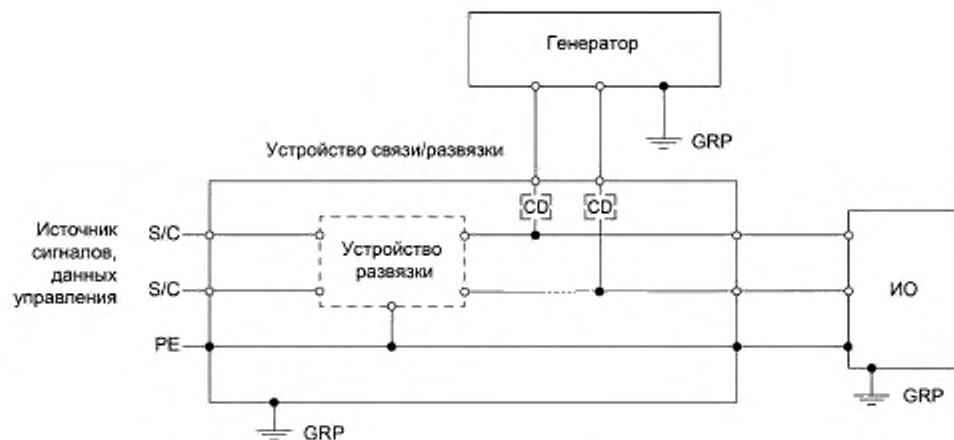 Генератор
GRP
Устройство связи/развязки
CD
CD
Источник
сигналов,
данных
управления
S/C
S/C
PE
Устройство
развязки
ИО
GRP
GRP